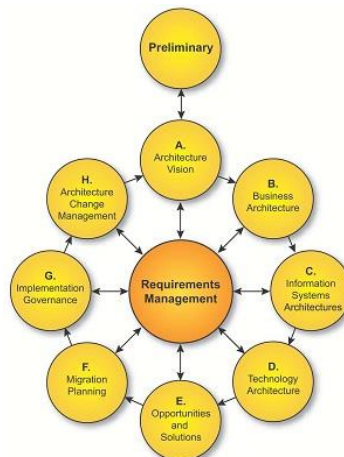 Preliminary
A.
Architecture
Vision
B.
Business
Architecture
C.
Information
Systems
Architectures
D.
Technology
Architecture
E.
Opportunities
and
Solutions
F.
Migration
Planning
G.
Implementation
Governance
H.
Architecture
Change
Management
Requirements
Management